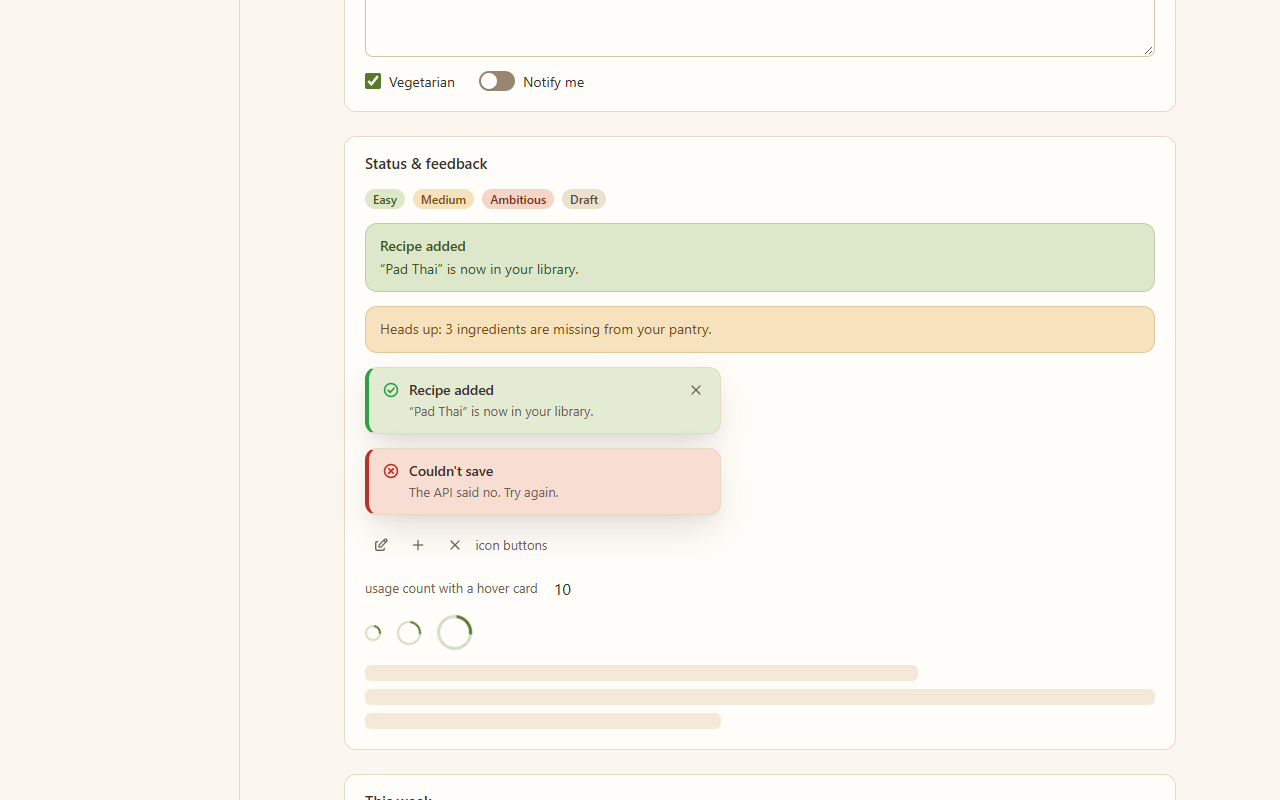 Vegetarian
Notify me
Status & feedback
Easy
Medium
Ambitious
Draft
Recipe added
“Pad Thai” is now in your library.
Heads up: 3 ingredients are missing from your pantry.
Recipe added
“Pad Thai” is now in your library.
Couldn't save
The API said no. Try again.
icon buttons
usage count with a hover card 10
This week